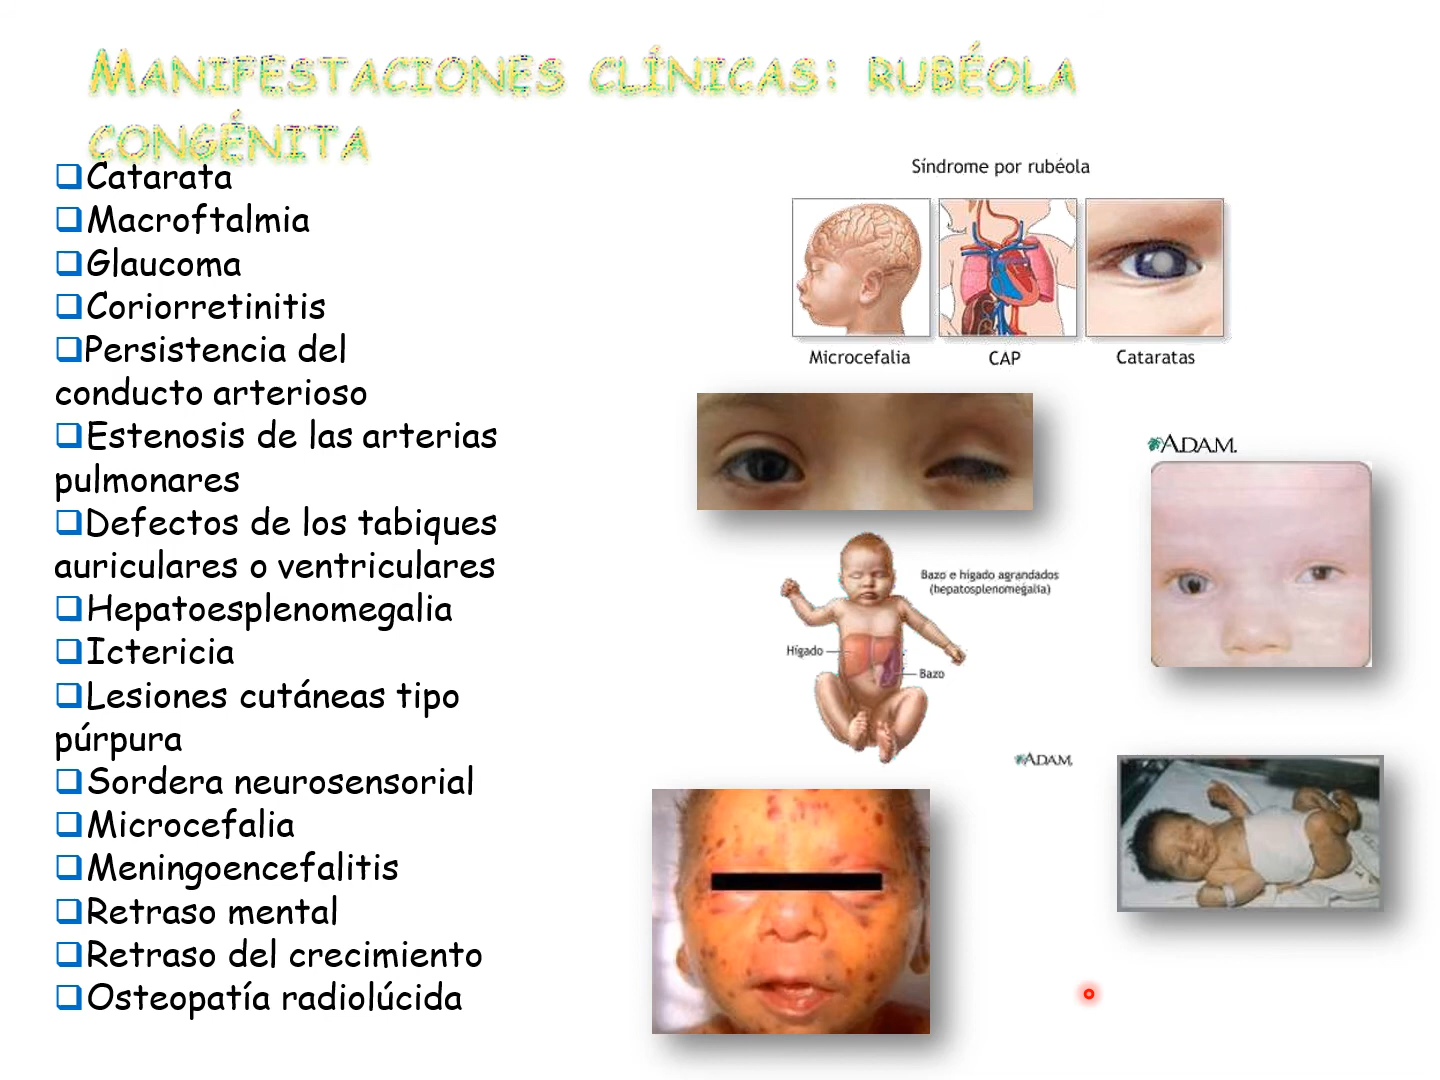 MANIFESTACIONES CLÍNICAS: RUBÉOLA
CONGÉNITA
Catarata
Macroftalmia
Glaucoma
Coriorretinitis
Persistencia del
conducto arterioso
Estenosis de las arterias
pulmonares
Defectos de los tabiques
auriculares o ventriculares
Hepatoesplenomegalia
Ictericia
Lesiones cutáneas tipo
púrpura
Sordera neurosensorial
Microcefalia
Meningoencefalitis
Retraso mental
Retraso del crecimiento
Osteopatía radiolúcida
Síndrome por rubéola
Microcefalia
CAP
Cataratas
A.D.A.M.
Bazo e hígado agrandados
(hepatosplenomegalia)
Hígado
Bazo
A.D.A.M.